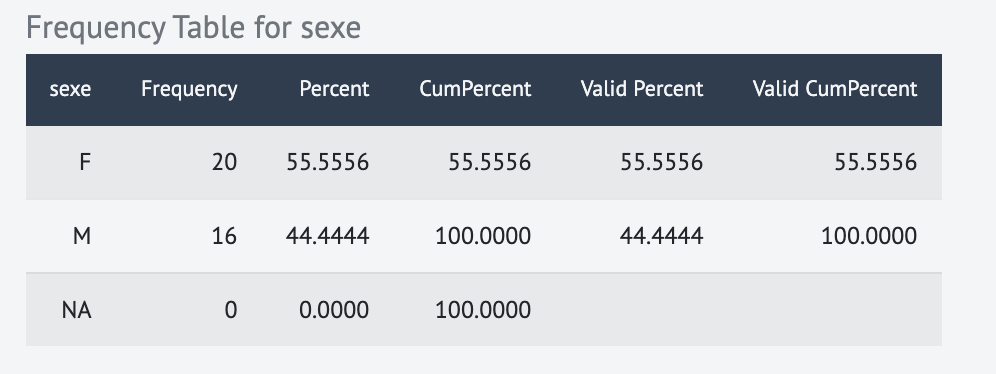 Frequency Table for sexe
sexe Frequency Percent CumPercent Valid Percent Valid CumPercent
F 20 55.5556 55.5556 55.5556 55.5556
M 16 44.4444 100.0000 44.4444 100.0000
NA 0 0.0000 100.0000